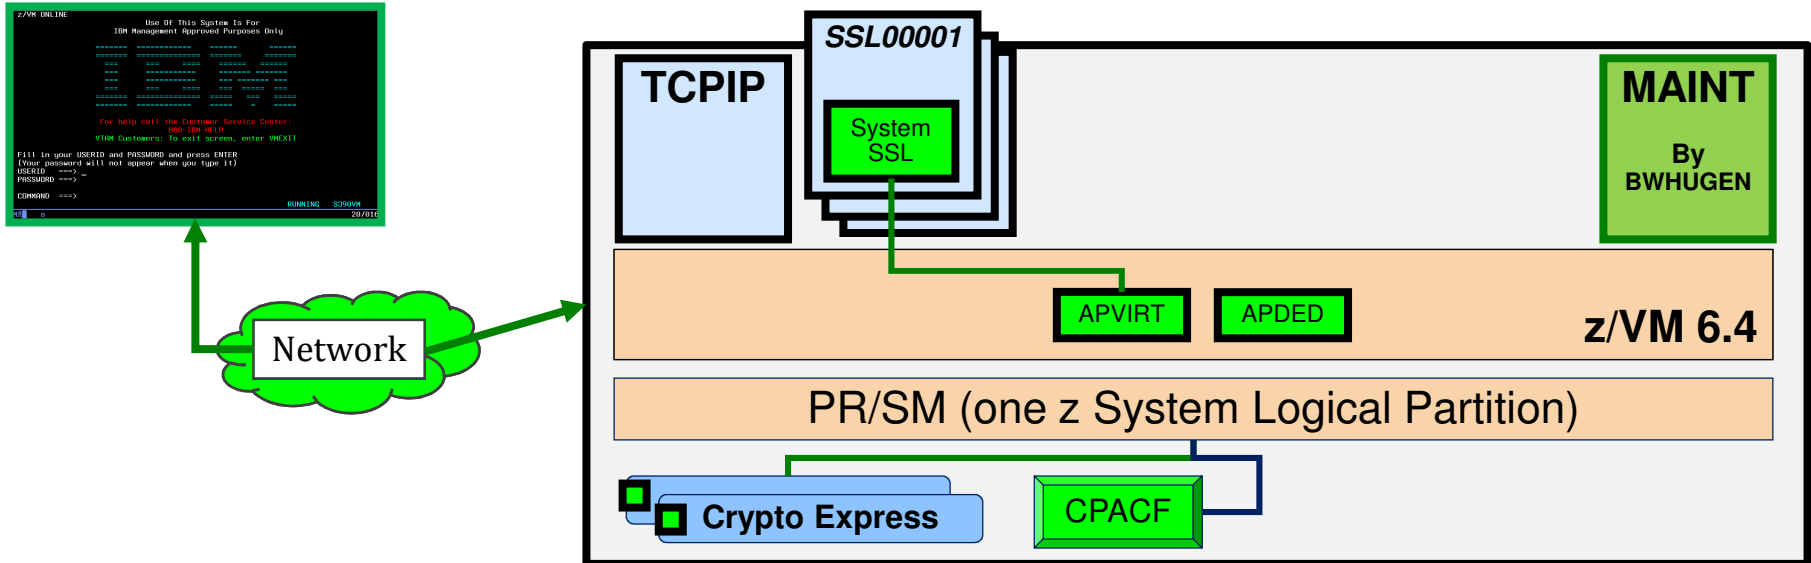 z/VM ONLINE
Use Of This System Is For
IBM Management Approved Purposes Only
For help call the Customer Service Center:
VTAM Customers: To exit screen, enter VMEXIT
Fill in your USERID and PASSWORD and press ENTER
(Your password will not appear when you type it)
USERID ===> _
PASSWORD ===>
COMMAND ===>
RUNNING S390VM
20/016
Network
SSL00001
TCPIP
System
SSL
MAINT
By
BWHUGEN
APVIRT
APDED
z/VM 6.4
PR/SM (one z System Logical Partition)
Crypto Express
CPACF